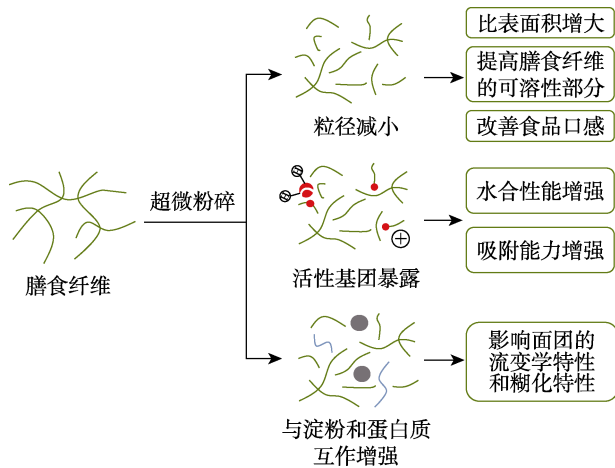 膳食纤维
超微粉碎
粒径减小
比表面积增大
提高膳食纤维
的可溶性部分
改善食品口感
活性基团暴露
水合性能增强
吸附能力增强
与淀粉和蛋白质
互作增强
影响面团的
流变学特性
和糊化特性